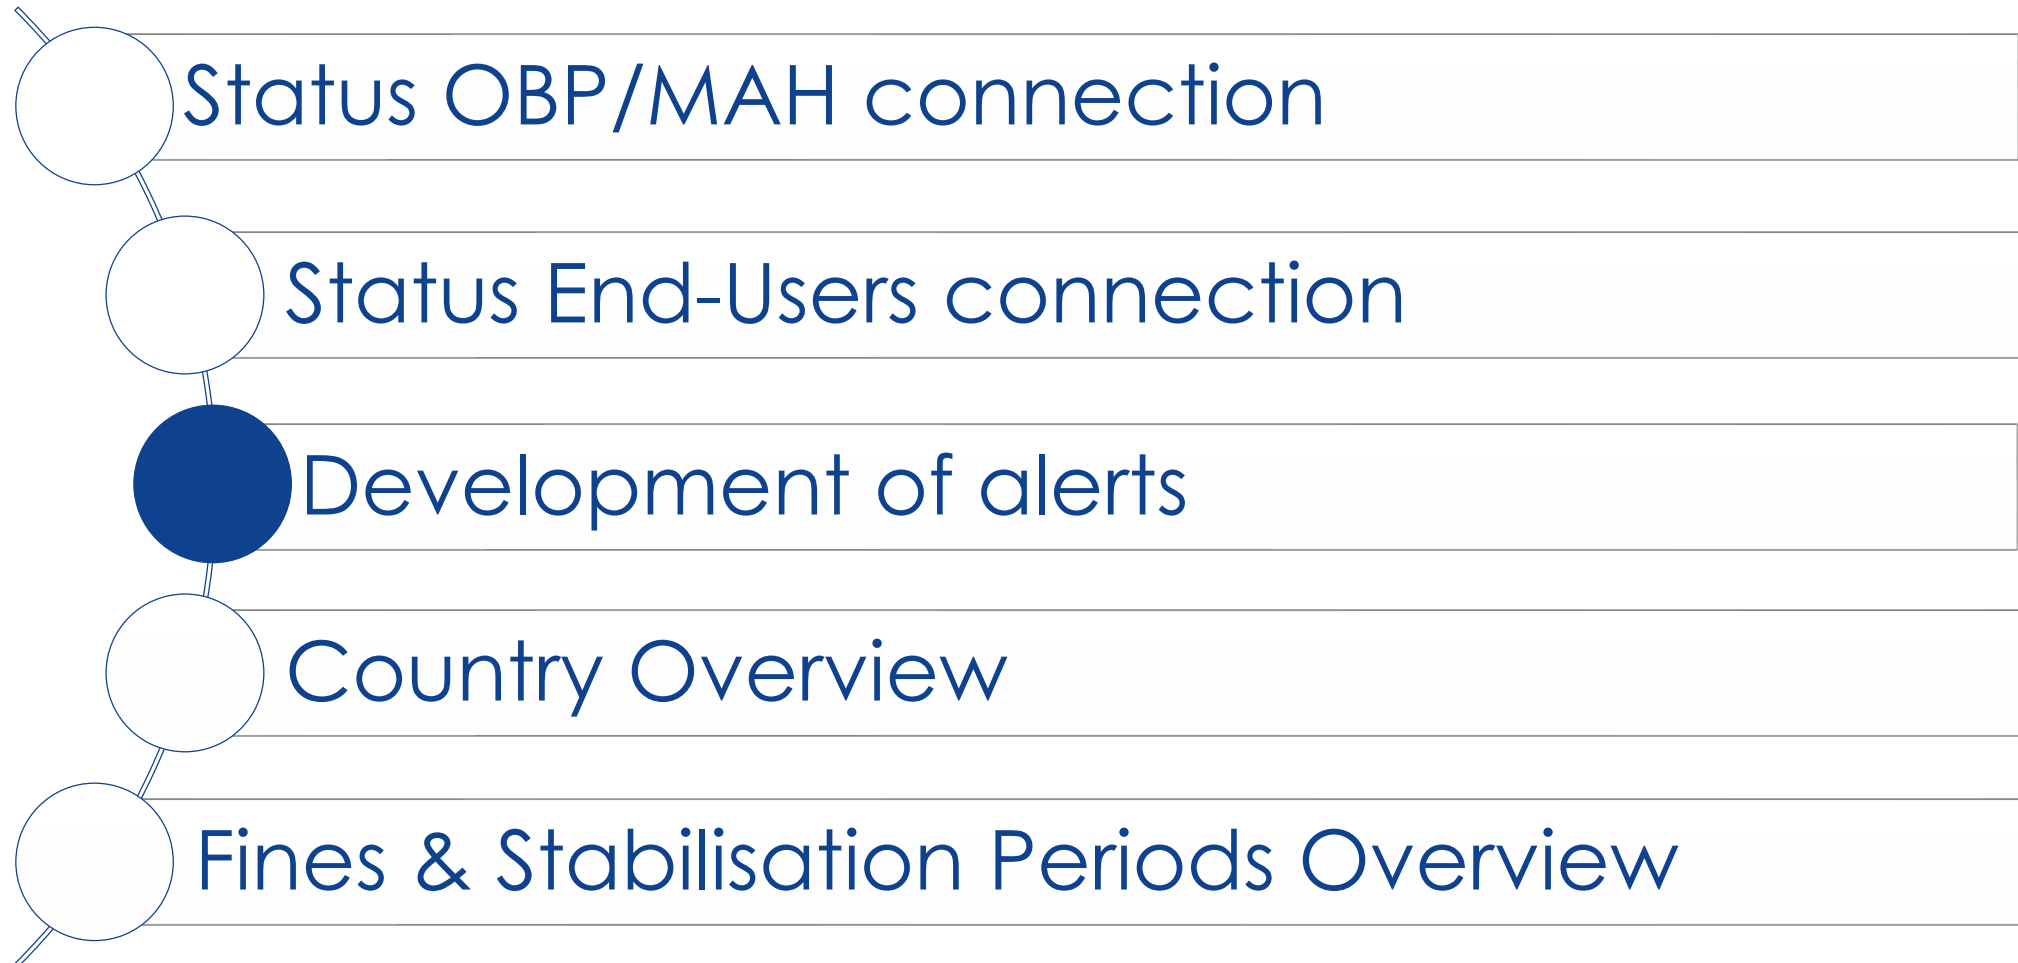 Status OBP/MAH connection
Status End-Users connection
Development of alerts
Country Overview
Fines & Stabilisation Periods Overview